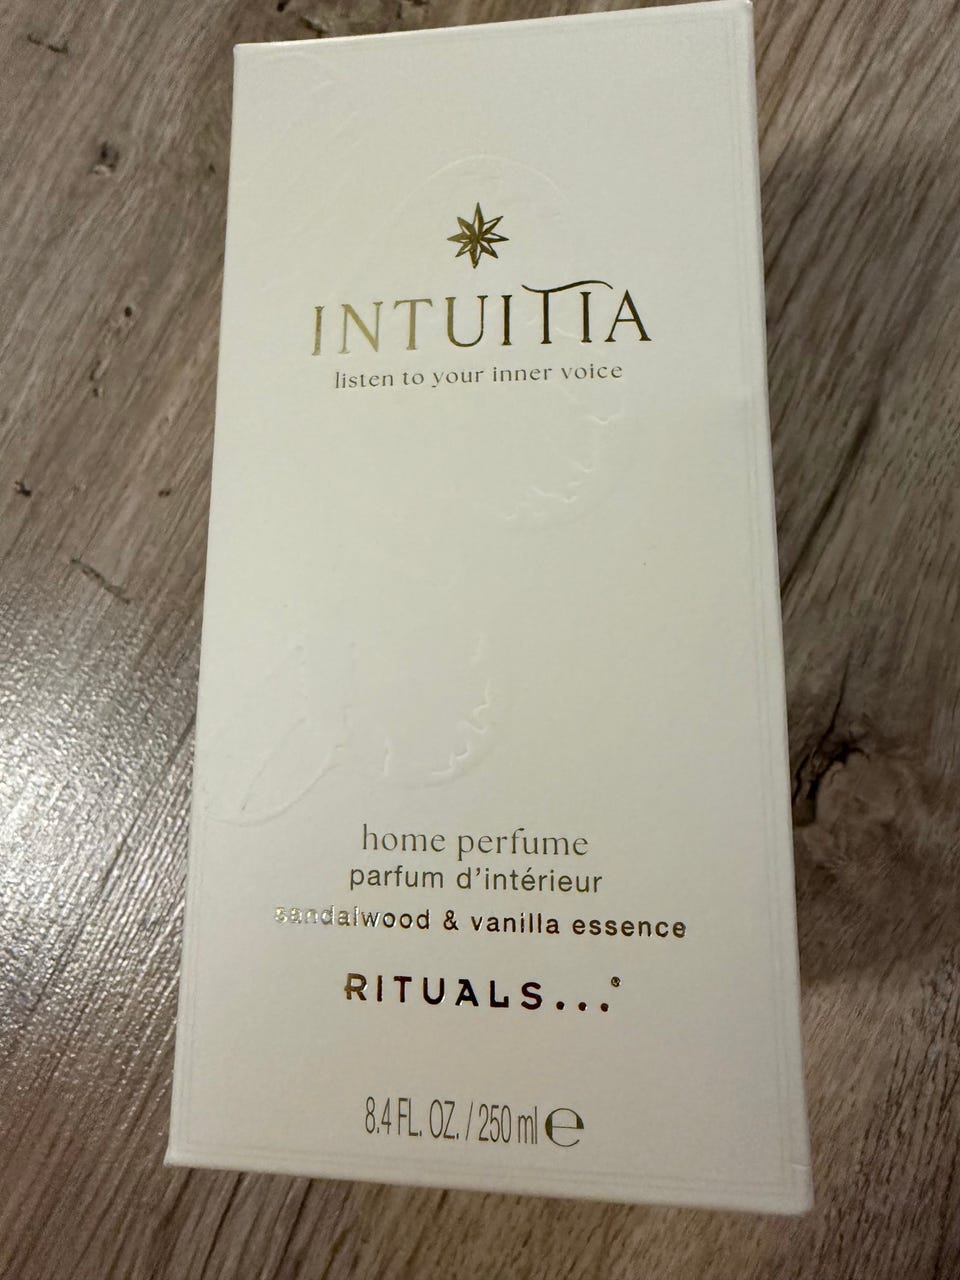 INTUITIA
listen to your inner voice
home perfume
parfum d'intérieur
sandalwood & vanilla essence
RITUALS...®
8.4 FL. OZ. / 250 ml ℮